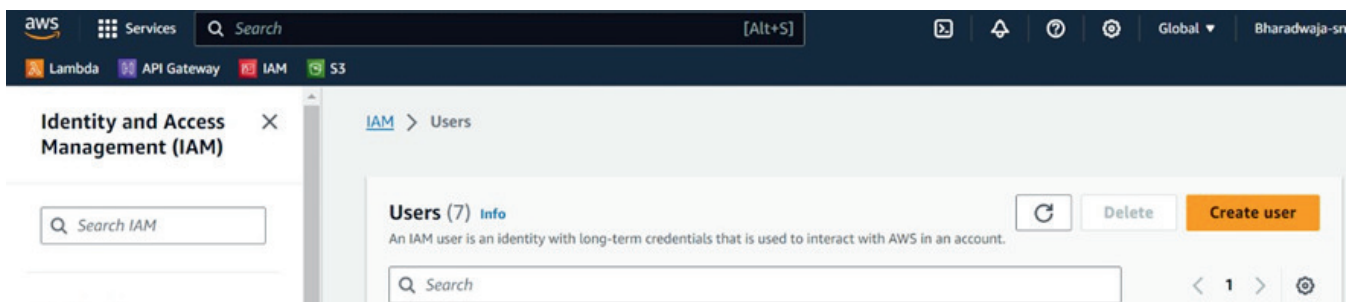 aws Services Search [Alt+S] Global Bharadwaja-sn
Lambda API Gateway IAM S3
Identity and Access
Management (IAM)
Search IAM
IAM > Users
Users (7) Info
Delete
Create user
An IAM user is an identity with long-term credentials that is used to interact with AWS in an account.
Search
< 1 >